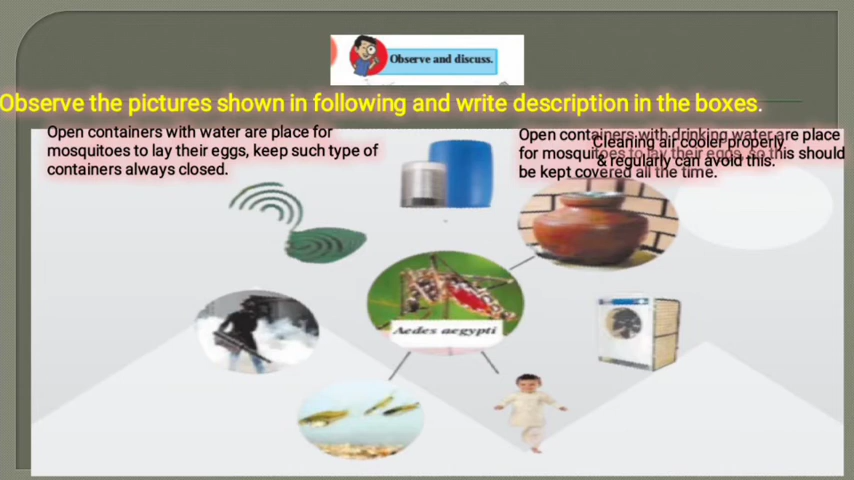 Observe and discuss.
Observe the pictures shown in following and write description in the boxes.
Open containers with water are place for
mosquitoes to lay their eggs, keep such type of
containers always closed.
Open containers with drinking water are place
for mosquitoes to lay their eggs, so this should
be kept covered all the time.
Cleaning air cooler properly
& regularly can avoid this.
Aedes aegypti